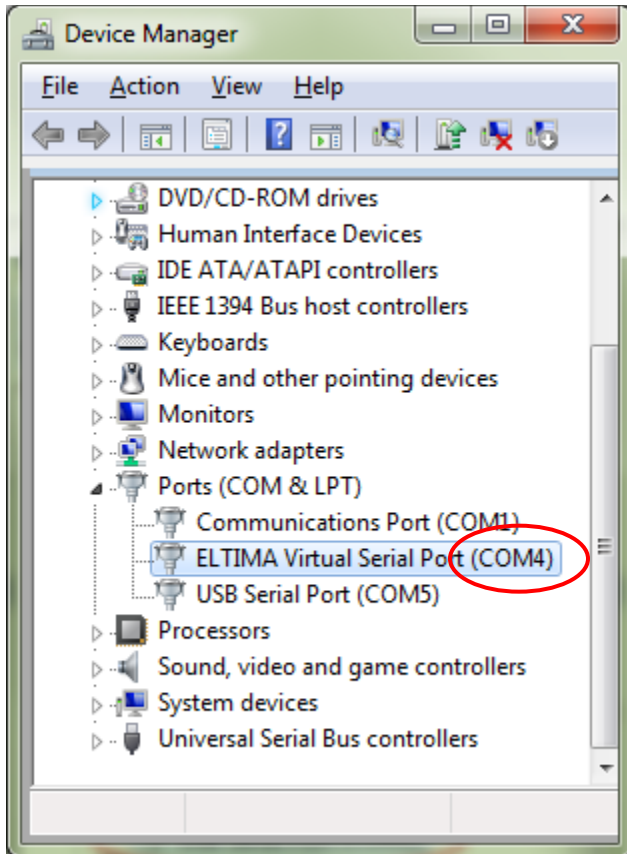 Device Manager
File Action View Help
DVD/CD-ROM drives
Human Interface Devices
IDE ATA/ATAPI controllers
IEEE 1394 Bus host controllers
Keyboards
Mice and other pointing devices
Monitors
Network adapters
Ports (COM & LPT)
Communications Port (COM1)
ELTIMA Virtual Serial Port (COM4)
USB Serial Port (COM5)
Processors
Sound, video and game controllers
System devices
Universal Serial Bus controllers